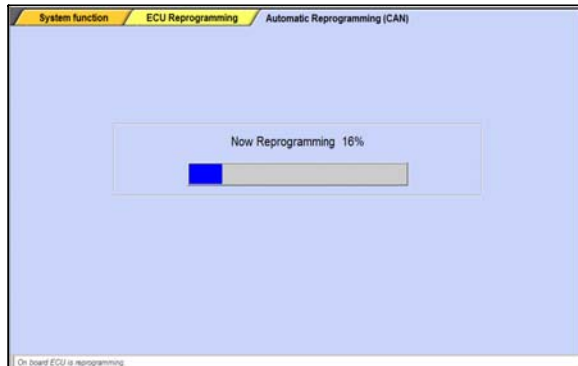 System function ECU Reprogramming Automatic Reprogramming (CAN)
Now Reprogramming 16%
On board ECU is reprogramming.